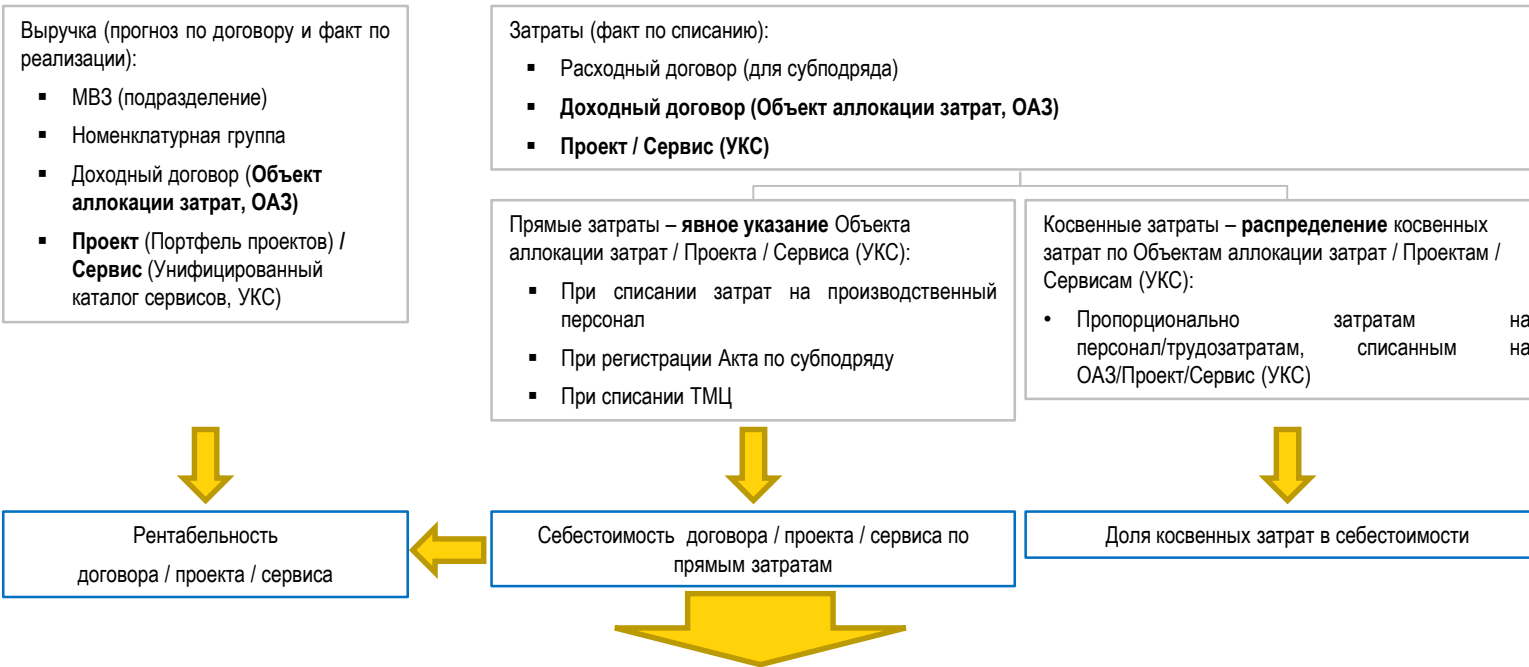 Выручка (прогноз по договору и факт по
реализации):
▪ МВЗ (подразделение)
▪ Номенклатурная группа
▪ Доходный договор (Объект
аллокации затрат, ОАЗ)
▪ Проект (Портфель проектов) /
Сервис (Унифицированный
каталог сервисов, УКС)
Затраты (факт по списанию):
▪ Расходный договор (для субподряда)
▪ Доходный договор (Объект аллокации затрат, ОАЗ)
▪ Проект / Сервис (УКС)
Прямые затраты – явное указание Объекта
аллокации затрат / Проекта / Сервиса (УКС):
▪ При списании затрат на производственный
персонал
▪ При регистрации Акта по субподряду
▪ При списании ТМЦ
Косвенные затраты – распределение косвенных
затрат по Объектам аллокации затрат / Проектам /
Сервисам (УКС):
• Пропорционально затратам на
персонал/трудозатратам, списанным на
ОАЗ/Проект/Сервис (УКС)
Рентабельность
договора / проекта / сервиса
Себестоимость договора / проекта / сервиса по
прямым затратам
Доля косвенных затрат в себестоимости